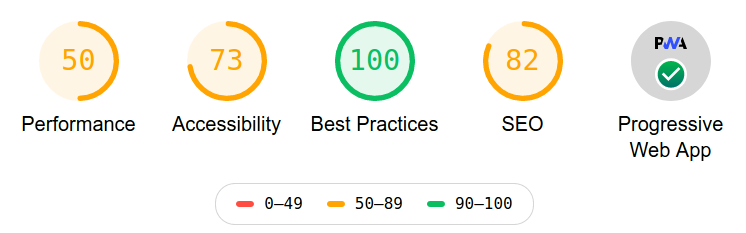 50
73
100
82
PWA
Performance
Accessibility
Best Practices
SEO
Progressive
Web App
0–49
50–89
90–100